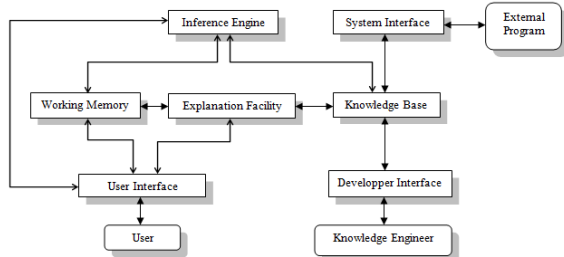 Inference Engine
System Interface
External
Program
Working Memory
Explanation Facility
Knowledge Base
User Interface
Developper Interface
User
Knowledge Engineer